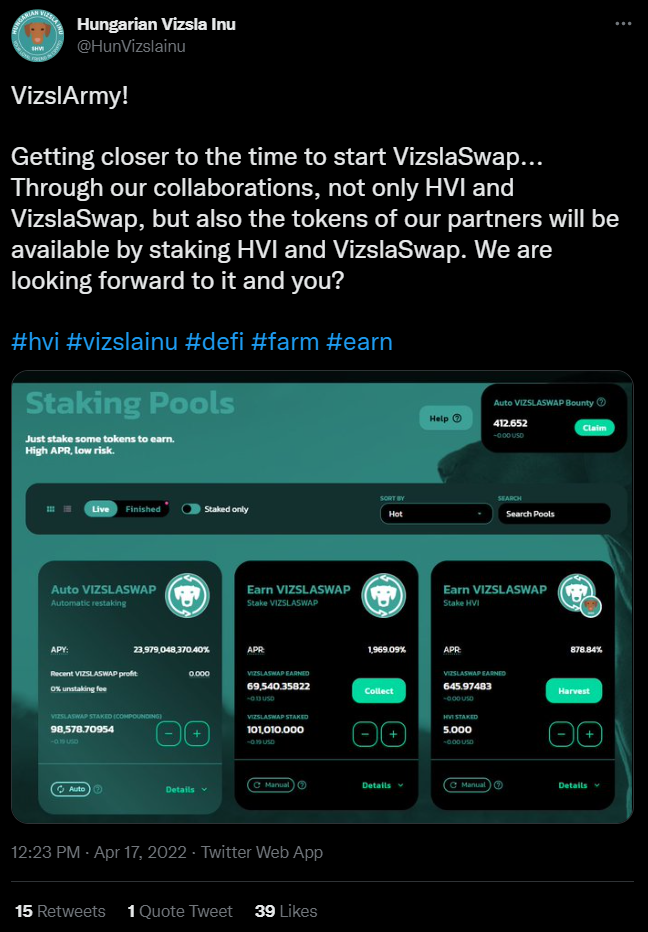 Hungarian Vizsla Inu
@HunVizslainu
VizslArmy!
Getting closer to the time to start VizslaSwap...
Through our collaborations, not only HVI and
VizslaSwap, but also the tokens of our partners will be
available by staking HVI and VizslaSwap. We are
looking forward to it and you?
#hvi #vizslainu #defi #farm #earn
Staking Pools
Just stake some tokens to earn.
High APR, low risk.
Help
Auto VIZSLASWAP Bounty
412.652
~0.00 USD
Claim
Live
Finished
Staked only
SORT BY
Hot
SEARCH
Search Pools
Auto VIZSLASWAP
Automatic restaking
APY:
23,979,048,370.40%
Recent VIZSLASWAP profit:
0.000
0% unstaking fee
VIZSLASWAP STAKED (COMPOUNDING)
98,578.70954
~0.19 USD
Auto
Details
Earn VIZSLASWAP
Stake VIZSLASWAP
APR:
1,969.09%
VIZSLASWAP EARNED
69,540.35822
~0.13 USD
Collect
VIZSLASWAP STAKED
101,010.000
~0.19 USD
Manual
Details
Earn VIZSLASWAP
Stake HVI
APR:
878.84%
VIZSLASWAP EARNED
645.97483
~0.00 USD
Harvest
HVI STAKED
5.000
~0.00 USD
Manual
Details
12:23 PM · Apr 17, 2022 · Twitter Web App
15 Retweets 1 Quote Tweet 39 Likes